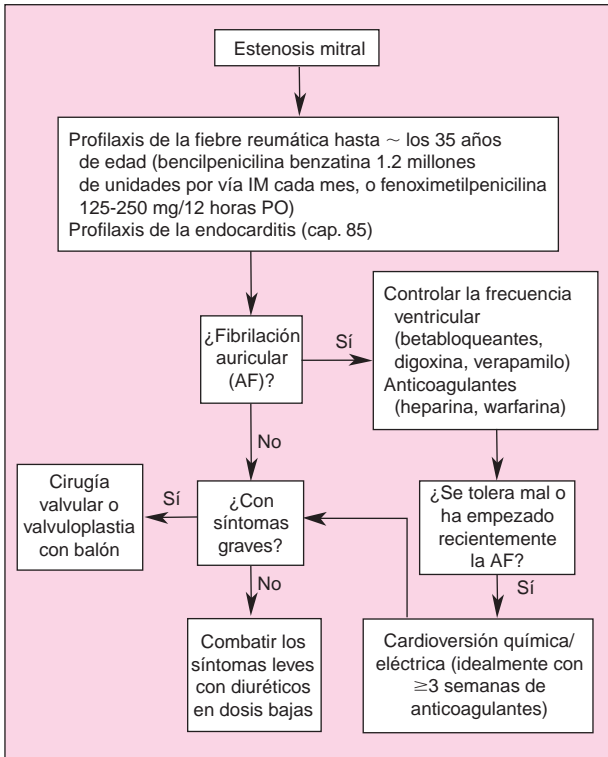 Estenosis mitral
Profilaxis de la fiebre reumática hasta ~ los 35 años
de edad (bencilpenicilina benzatina 1.2 millones
de unidades por vía IM cada mes, o fenoximetilpenicilina
125-250 mg/12 horas PO)
Profilaxis de la endocarditis (cap. 85)
¿Fibrilación
auricular
(AF)?
Sí
Controlar la frecuencia
ventricular
(betabloqueantes,
digoxina, verapamilo)
Anticoagulantes
(heparina, warfarina)
No
Cirugía
valvular o
valvuloplastia
con balón
Sí
¿Con
síntomas
graves?
¿Se tolera mal o
ha empezado
recientemente
la AF?
No
Sí
Combatir los
síntomas leves
con diuréticos
en dosis bajas
Cardioversión química/
eléctrica (idealmente con
≥3 semanas de
anticoagulantes)